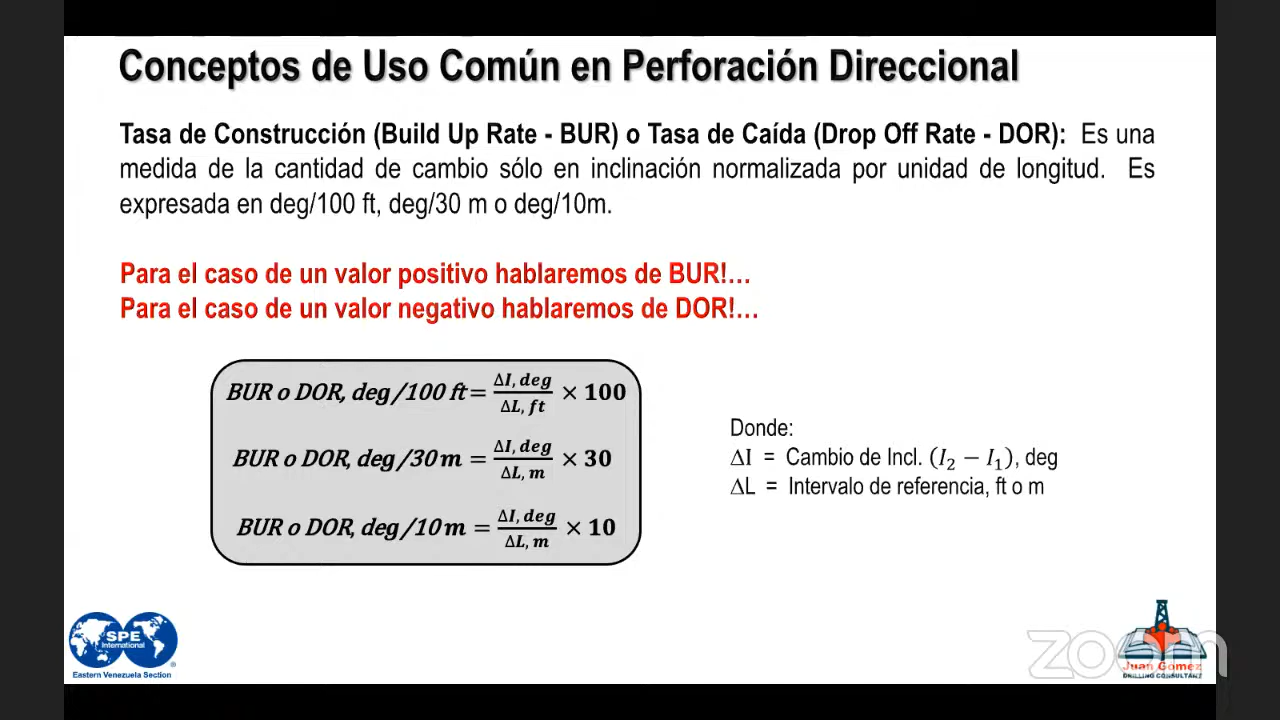 Conceptos de Uso Común en Perforación Direccional
Tasa de Construcción (Build Up Rate - BUR) o Tasa de Caída (Drop Off Rate - DOR): Es una
medida de la cantidad de cambio sólo en inclinación normalizada por unidad de longitud. Es
expresada en deg/100 ft, deg/30 m o deg/10m.
Para el caso de un valor positivo hablaremos de BUR!...
Para el caso de un valor negativo hablaremos de DOR!...
BUR o DOR, deg/100 ft = ΔI, deg / ΔL, ft × 100
BUR o DOR, deg/30 m = ΔI, deg / ΔL, m × 30
BUR o DOR, deg/10 m = ΔI, deg / ΔL, m × 10
Donde:
ΔI = Cambio de Incl. (I₂ − I₁), deg
ΔL = Intervalo de referencia, ft o m
SPE
International
®
Eastern Venezuela Section
zoom
Juan Gomez
DRILLING CONSULTANT